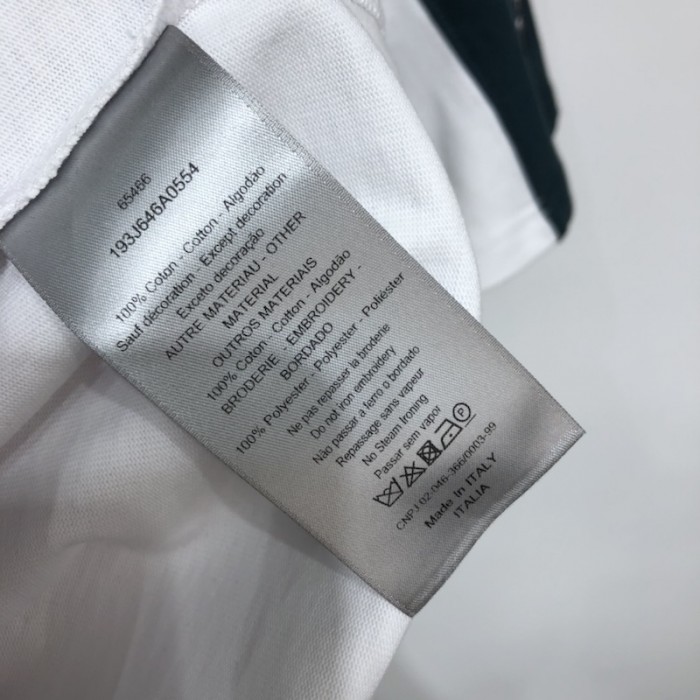 65466
193J646A0554
100% Coton - Cotton - Algodão
Sauf décoration - Except decoration
Exceto decoração
AUTRE MATERIAU - OTHER
MATERIAL
OUTROS MATERIAIS
100% Coton - Cotton - Algodão
BRODERIE - EMBROIDERY -
BORDADO
100% Polyester - Polyester - Poliéster
Ne pas repasser la broderie
Do not iron embroidery
Não passar a ferro o bordado
Repassage sans vapeur
No Steam Ironing
Passar sem vapor
CNPJ 02.046.366/0003-99
Made in ITALY
ITALIA